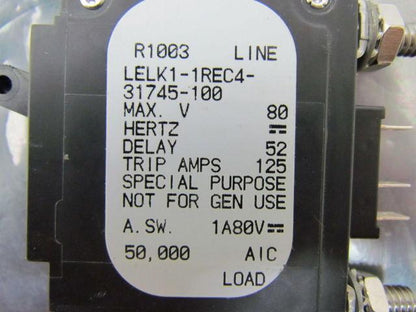 R1003 LINE
LELK1-1REC4-
31745-100
MAX. V 80
HERTZ ⎓
DELAY 52
TRIP AMPS 125
SPECIAL PURPOSE
NOT FOR GEN USE
A.SW. 1A80V⎓
50,000 AIC
LOAD